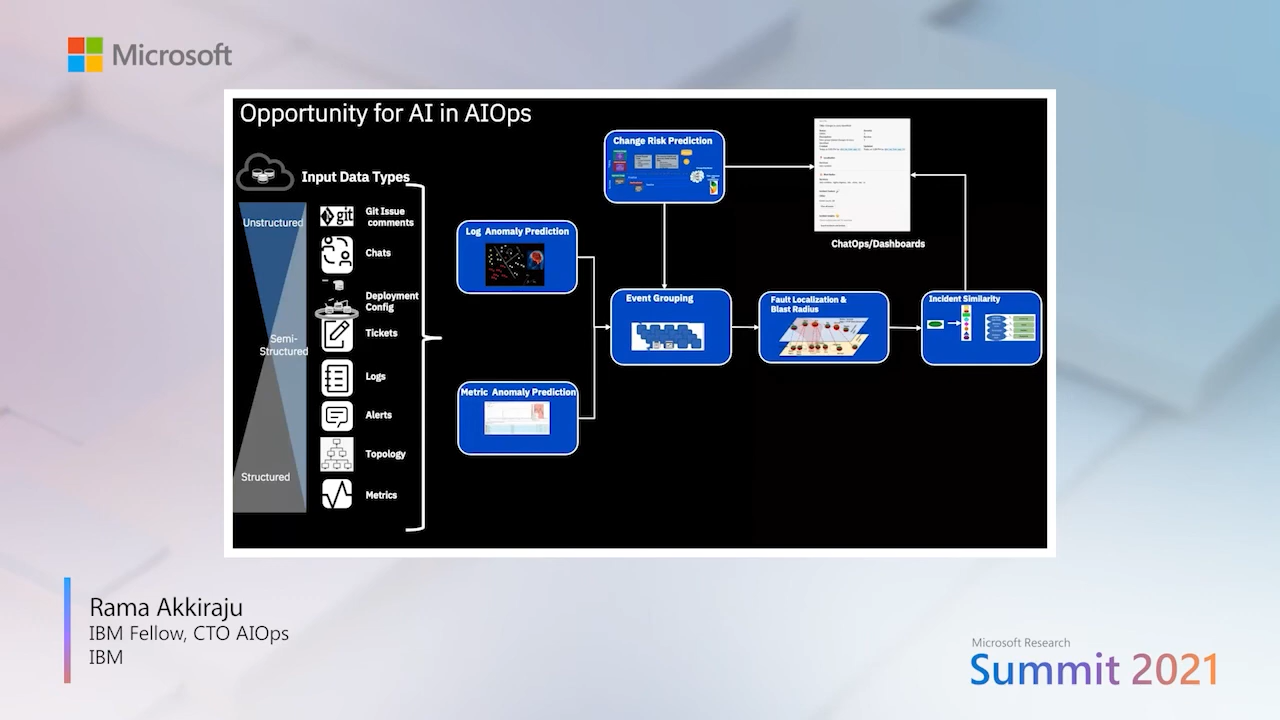 Microsoft
Opportunity for AI in AIOps
Input Data Types
Unstructured
Semi-
Structured
Structured
git
Git Issue
comments
Chats
Deployment
Config
Tickets
Logs
Alerts
Topology
Metrics
Log Anomaly Prediction
Metric Anomaly Prediction
Change Risk Prediction
Event Grouping
Fault Localization &
Blast Radius
Incident Similarity
ChatOps/Dashboards
Rama Akkiraju
IBM Fellow, CTO AIOps
IBM
Microsoft Research
Summit 2021